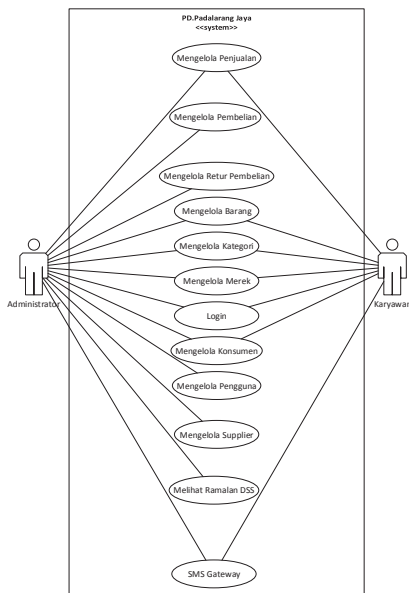 PD.Padalarang Jaya
<<system>>
Mengelola Penjualan
Mengelola Pembelian
Mengelola Retur Pembelian
Mengelola Barang
Mengelola Kategori
Mengelola Merek
Administrator
Karyawan
Login
Mengelola Konsumen
Mengelola Pengguna
Mengelola Supplier
Melihat Ramalan DSS
SMS Gateway